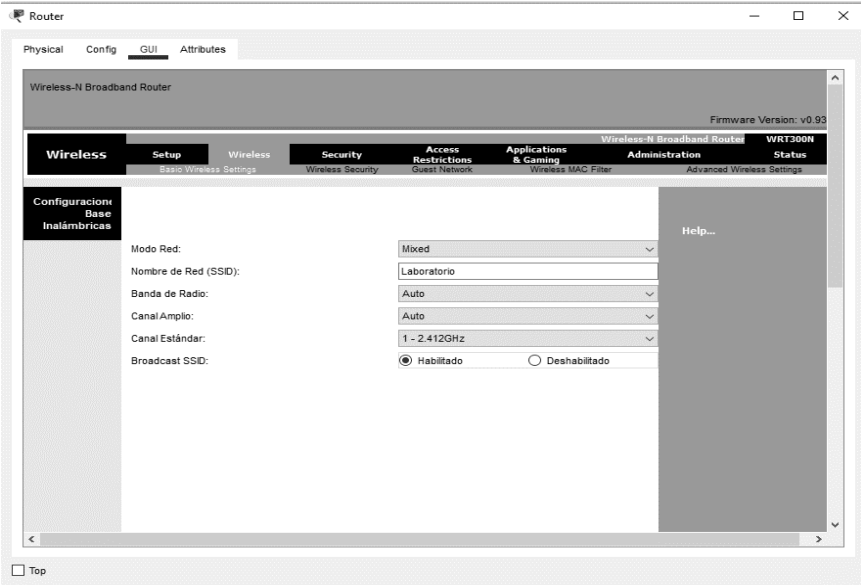 Router
Physical Config GUI Attributes
Wireless-N Broadband Router
Firmware Version: v0.93
Wireless-N Broadband Router WRT300N
Wireless
Setup Wireless Security Access Restrictions Applications & Gaming Administration Status
Basic Wireless Settings Wireless Security Guest Network Wireless MAC Filter Advanced Wireless Settings
Configuracione
Base
Inalámbricas
Help...
Modo Red: Mixed
Nombre de Red (SSID): Laboratorio
Banda de Radio: Auto
Canal Amplio: Auto
Canal Estándar: 1 - 2.412GHz
Broadcast SSID: Habilitado Deshabilitado
Top